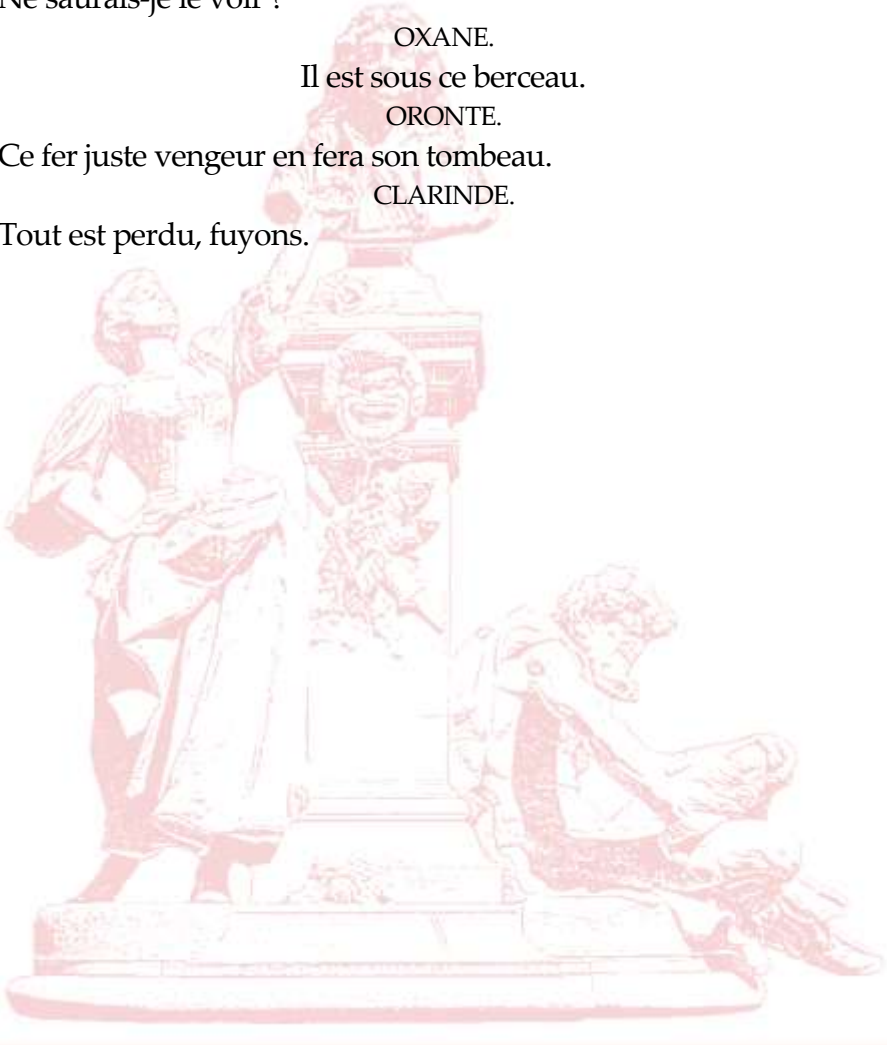 Ne saurais-je le voir ?
OXANE.
Il est sous ce berceau.
ORONTE.
Ce fer juste vengeur en fera son tombeau.
CLARINDE.
Tout est perdu, fuyons.